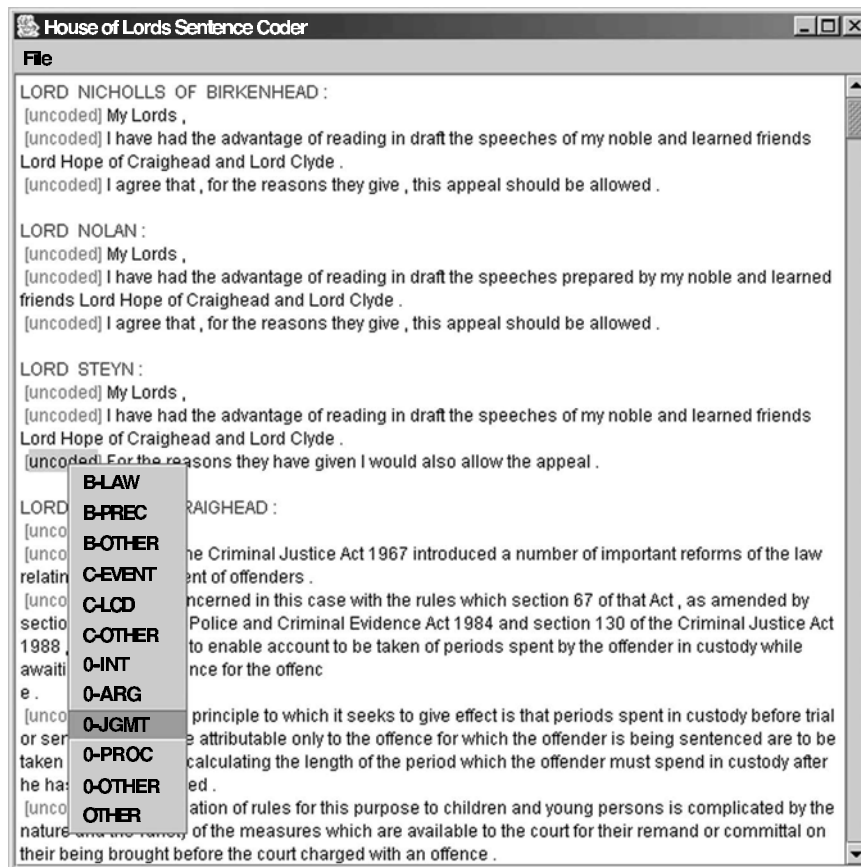 House of Lords Sentence Coder
File
LORD NICHOLLS OF BIRKENHEAD :
[uncoded] My Lords ,
[uncoded] I have had the advantage of reading in draft the speeches of my noble and learned friends
Lord Hope of Craighead and Lord Clyde .
[uncoded] I agree that , for the reasons they give , this appeal should be allowed .
LORD NOLAN :
[uncoded] My Lords ,
[uncoded] I have had the advantage of reading in draft the speeches prepared by my noble and learned
friends Lord Hope of Craighead and Lord Clyde .
[uncoded] I agree that , for the reasons they give , this appeal should be allowed .
LORD STEYN :
[uncoded] My Lords ,
[uncoded] I have had the advantage of reading in draft the speeches of my noble and learned friends
Lord Hope of Craighead and Lord Clyde .
[uncoded] For the reasons they have given I would also allow the appeal .
B-LAW
B-PREC
B-OTHER
C-EVENT
C-LCD
C-OTHER
0-INT
0-ARG
0-JGMT
0-PROC
0-OTHER
OTHER
LORD RAIGHEAD :
[unco
[unco he Criminal Justice Act 1967 introduced a number of important reforms of the law
relatin ent of offenders .
[unco ncerned in this case with the rules which section 67 of that Act , as amended by
section Police and Criminal Evidence Act 1984 and section 130 of the Criminal Justice Act
1988 , to enable account to be taken of periods spent by the offender in custody while
awaiti nce for the offenc
e .
[unco principle to which it seeks to give effect is that periods spent in custody before trial
or sen e attributable only to the offence for which the offender is being sentenced are to be
taken calculating the length of the period which the offender must spend in custody after
he has ed .
[unco ation of rules for this purpose to children and young persons is complicated by the
nature and the variety of the measures which are available to the court for their remand or committal on
their being brought before the court charged with an offence .